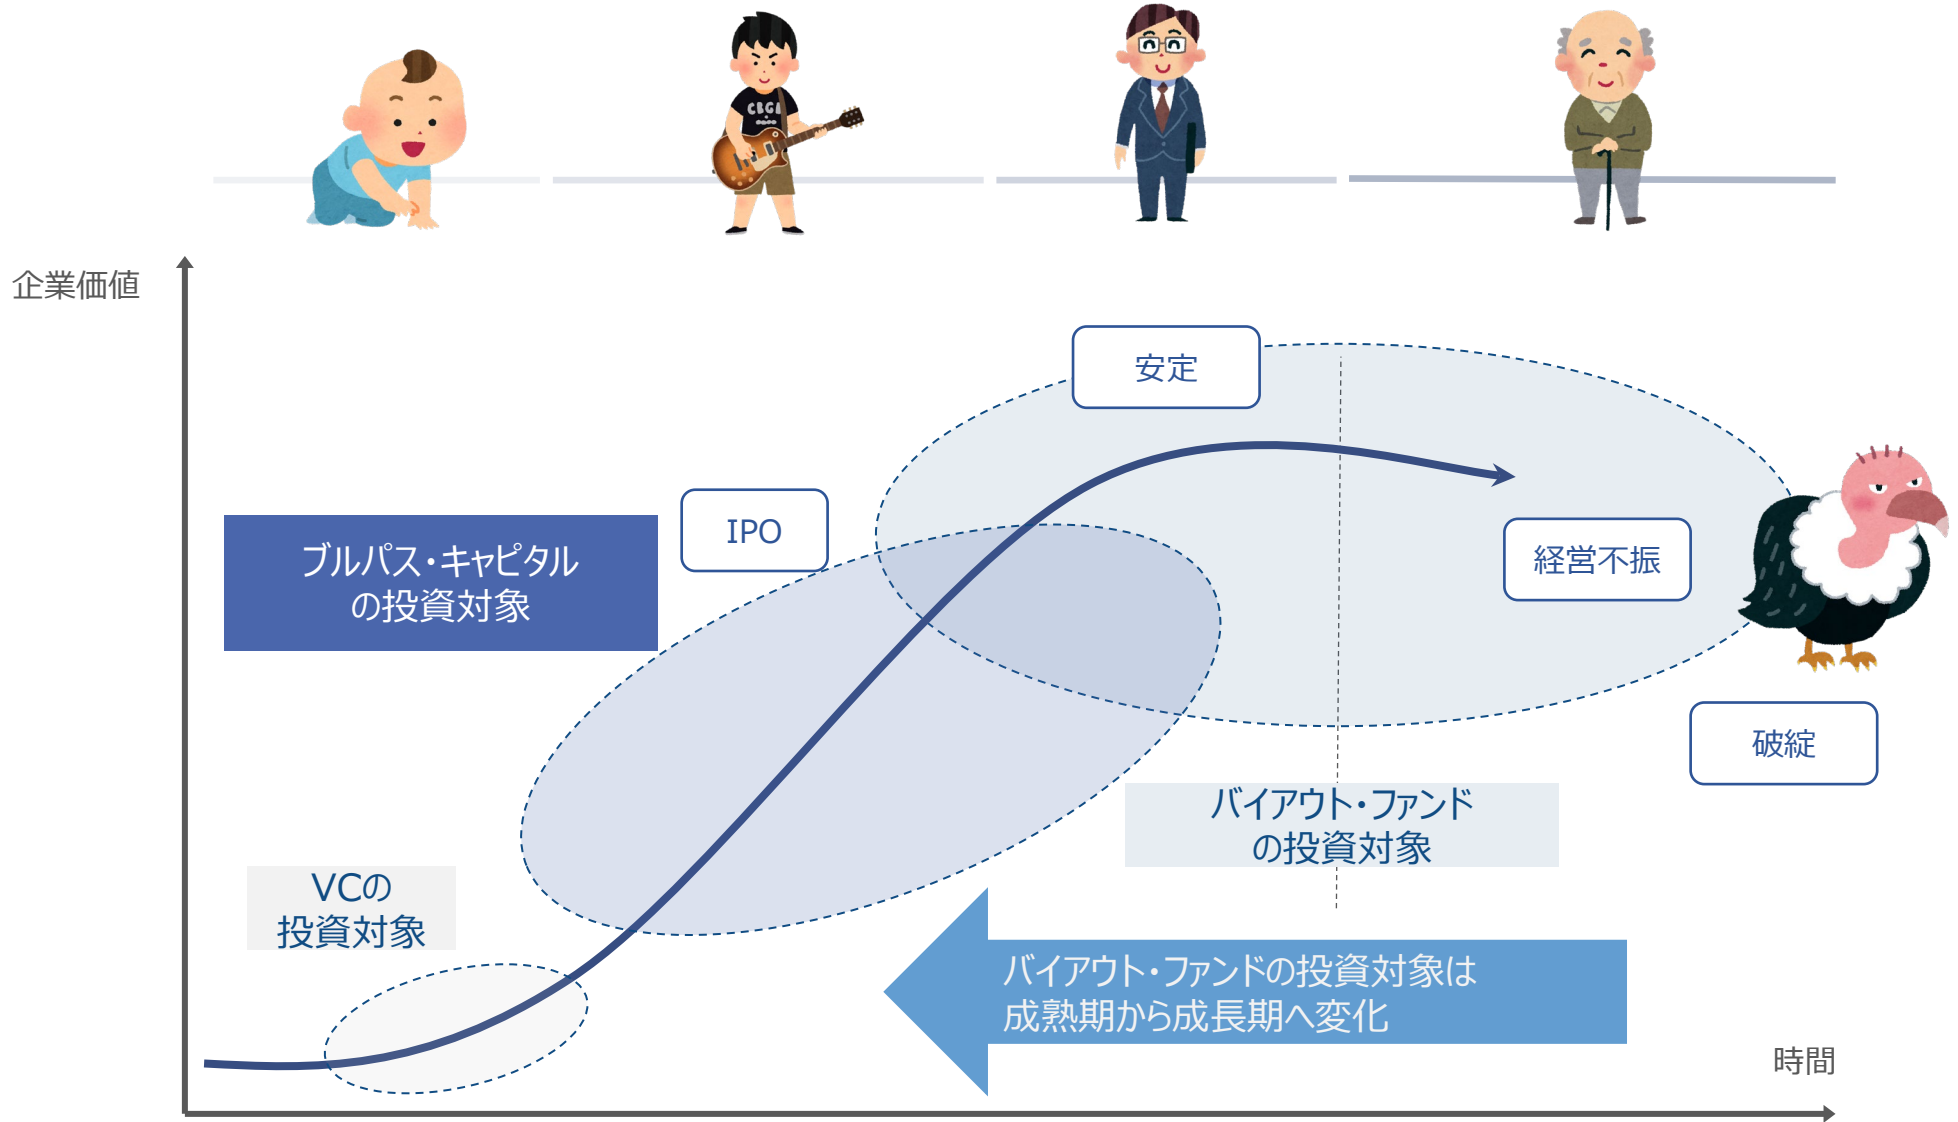 CBGB
企業価値
安定
IPO
ブルパス・キャピタル
の投資対象
経営不振
破綻
バイアウト・ファンド
の投資対象
VCの
投資対象
バイアウト・ファンドの投資対象は
成熟期から成長期へ変化
時間